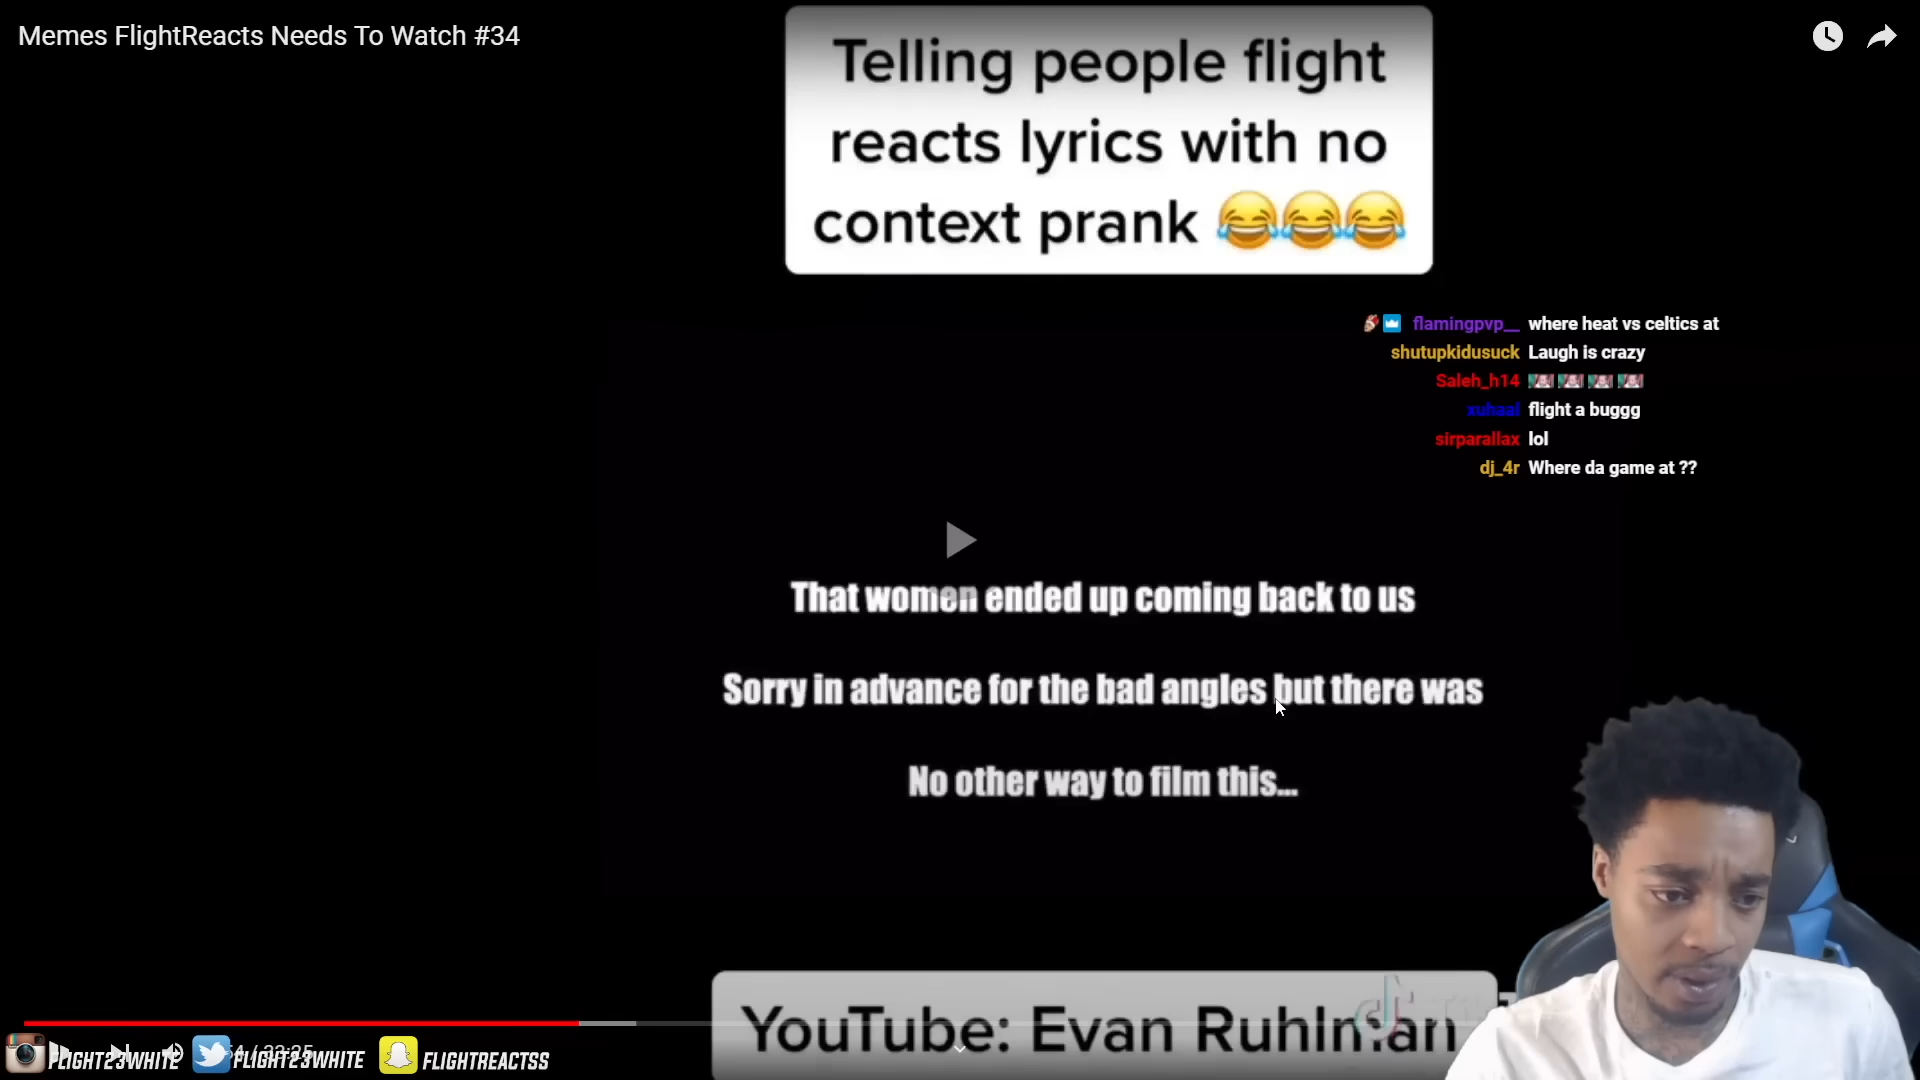 Memes FlightReacts Needs To Watch #34
Telling people flight
reacts lyrics with no
context prank 😂😂😂
flamingpvp__ where heat vs celtics at
shutupkidusuck Laugh is crazy
Saleh_h14
xuhaal flight a buggg
sirparallax lol
dj_4r Where da game at ??
That women ended up coming back to us
Sorry in advance for the bad angles but there was
No other way to film this...
YouTube: Evan Ruhlman
FLIGHT23WHITE
FLIGHT23WHITE
FLIGHTREACTSS